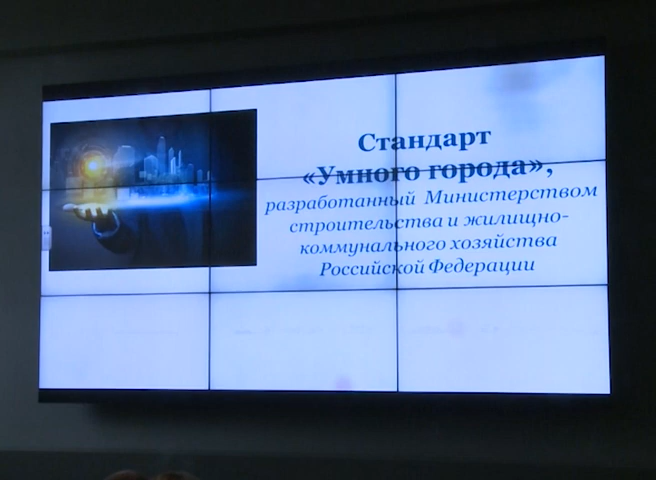 Стандарт
«Умного города»,
разработанный Министерством
строительства и жилищно-
коммунального хозяйства
Российской Федерации